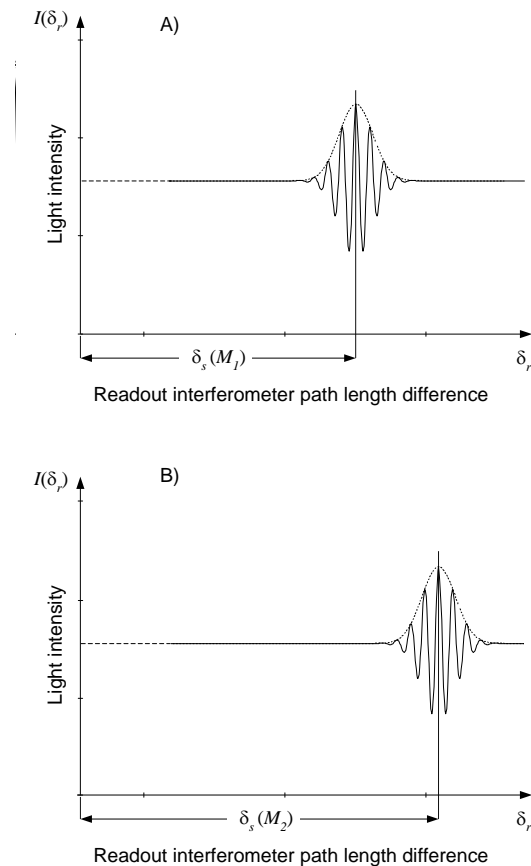 I(δᵣ)
A)
Light intensity
δₛ (M₁)
δᵣ
Readout interferometer path length difference
I(δᵣ)
B)
Light intensity
δₛ (M₂)
δᵣ
Readout interferometer path length difference